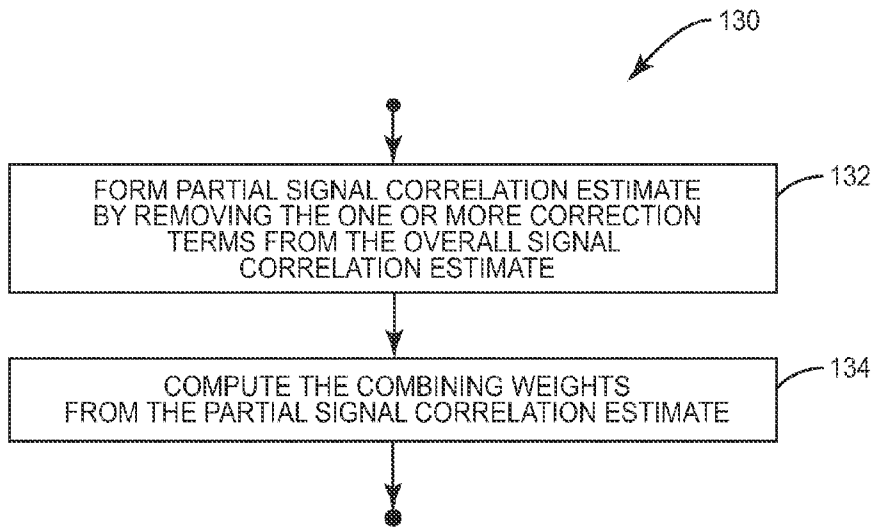 130
FORM PARTIAL SIGNAL CORRELATION ESTIMATE
BY REMOVING THE ONE OR MORE CORRECTION
TERMS FROM THE OVERALL SIGNAL
CORRELATION ESTIMATE
132
COMPUTE THE COMBINING WEIGHTS
FROM THE PARTIAL SIGNAL CORRELATION ESTIMATE
134